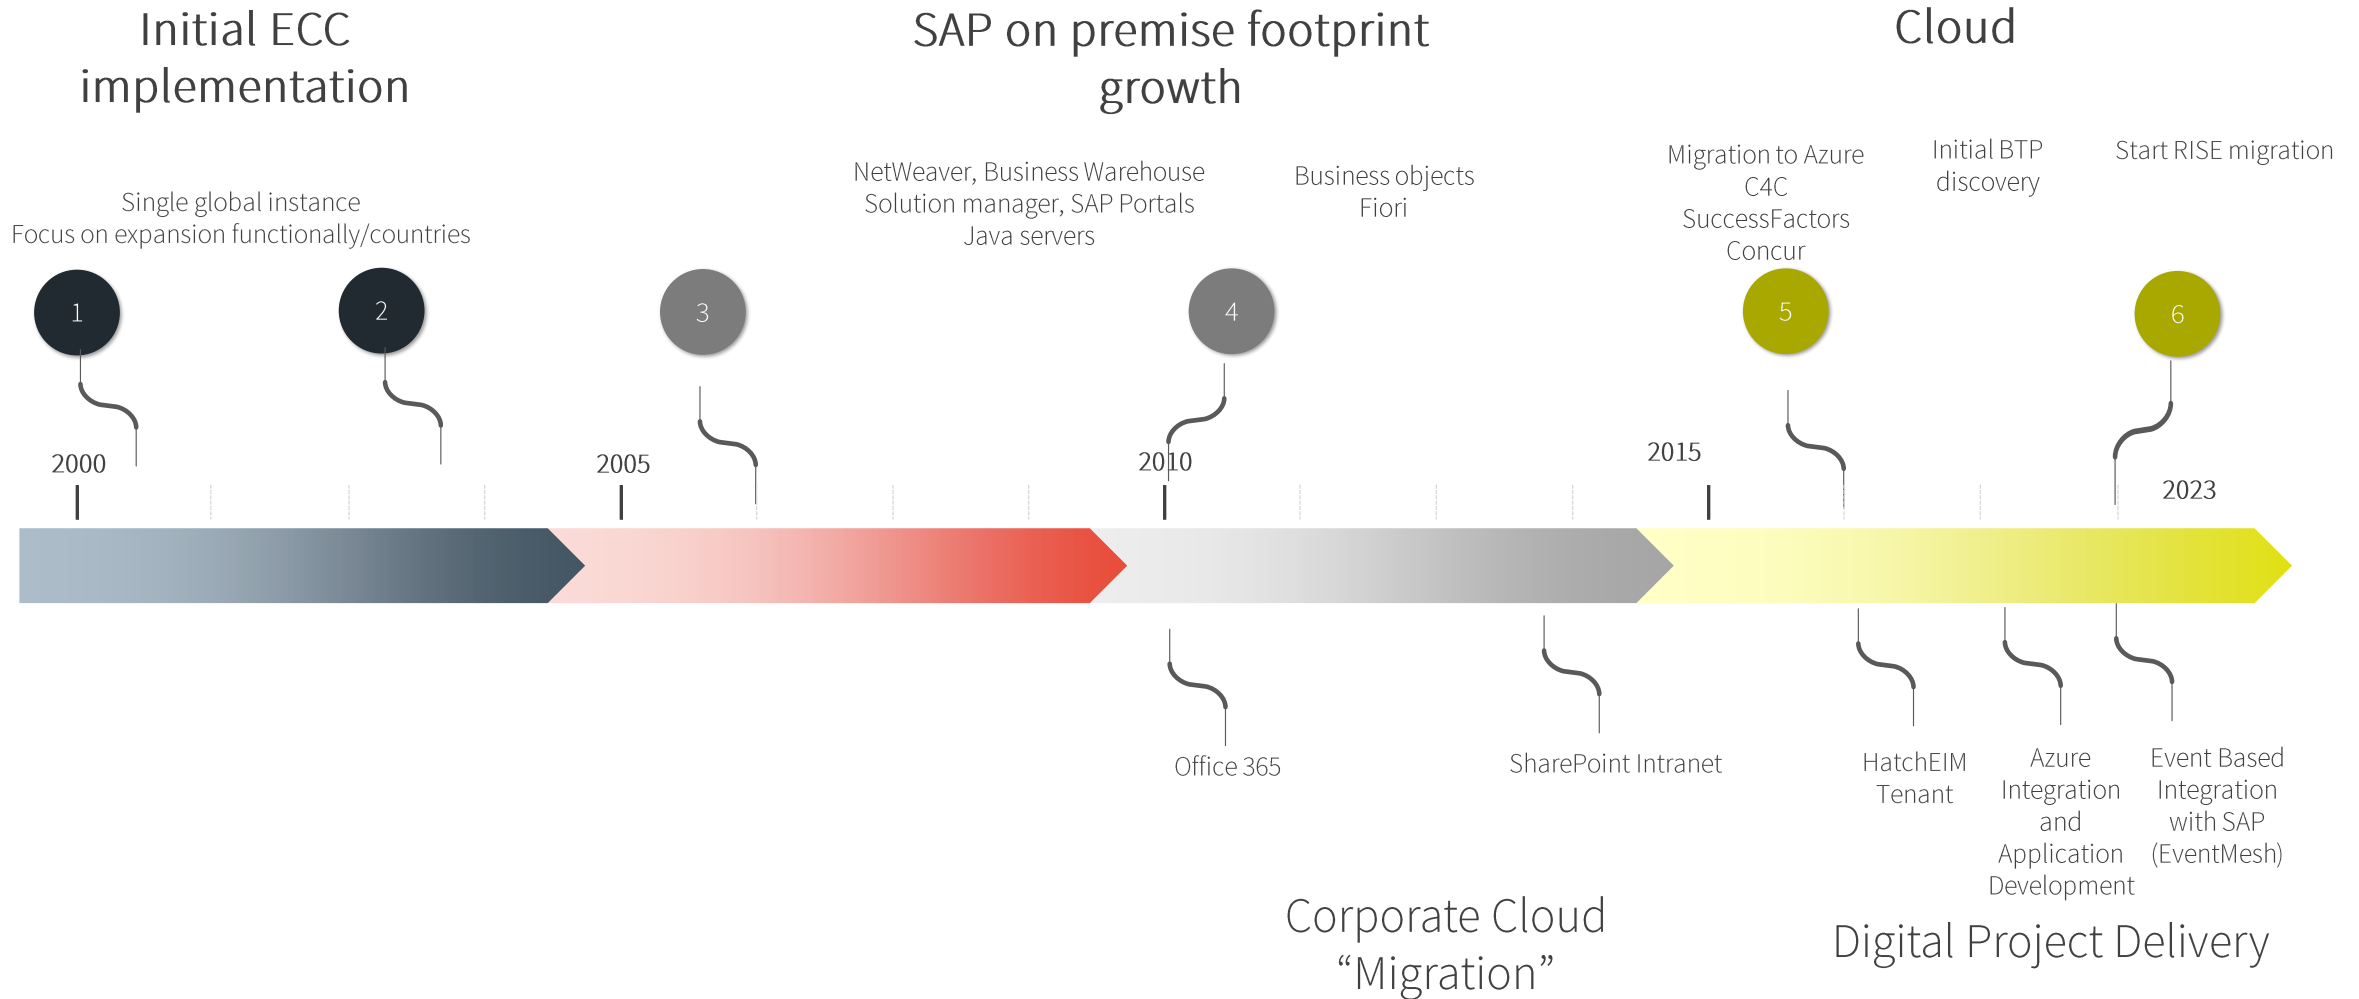 Initial ECC
implementation
SAP on premise footprint
growth
Cloud
Single global instance
Focus on expansion functionally/countries
NetWeaver, Business Warehouse
Solution manager, SAP Portals
Java servers
Business objects
Fiori
Migration to Azure
C4C
SuccessFactors
Concur
Initial BTP
discovery
Start RISE migration
1
2
3
4
5
6
2000
2005
2010
2015
2023
Office 365
SharePoint Intranet
HatchEIM
Tenant
Azure
Integration
and
Application
Development
Event Based
Integration
with SAP
(EventMesh)
Corporate Cloud
“Migration”
Digital Project Delivery